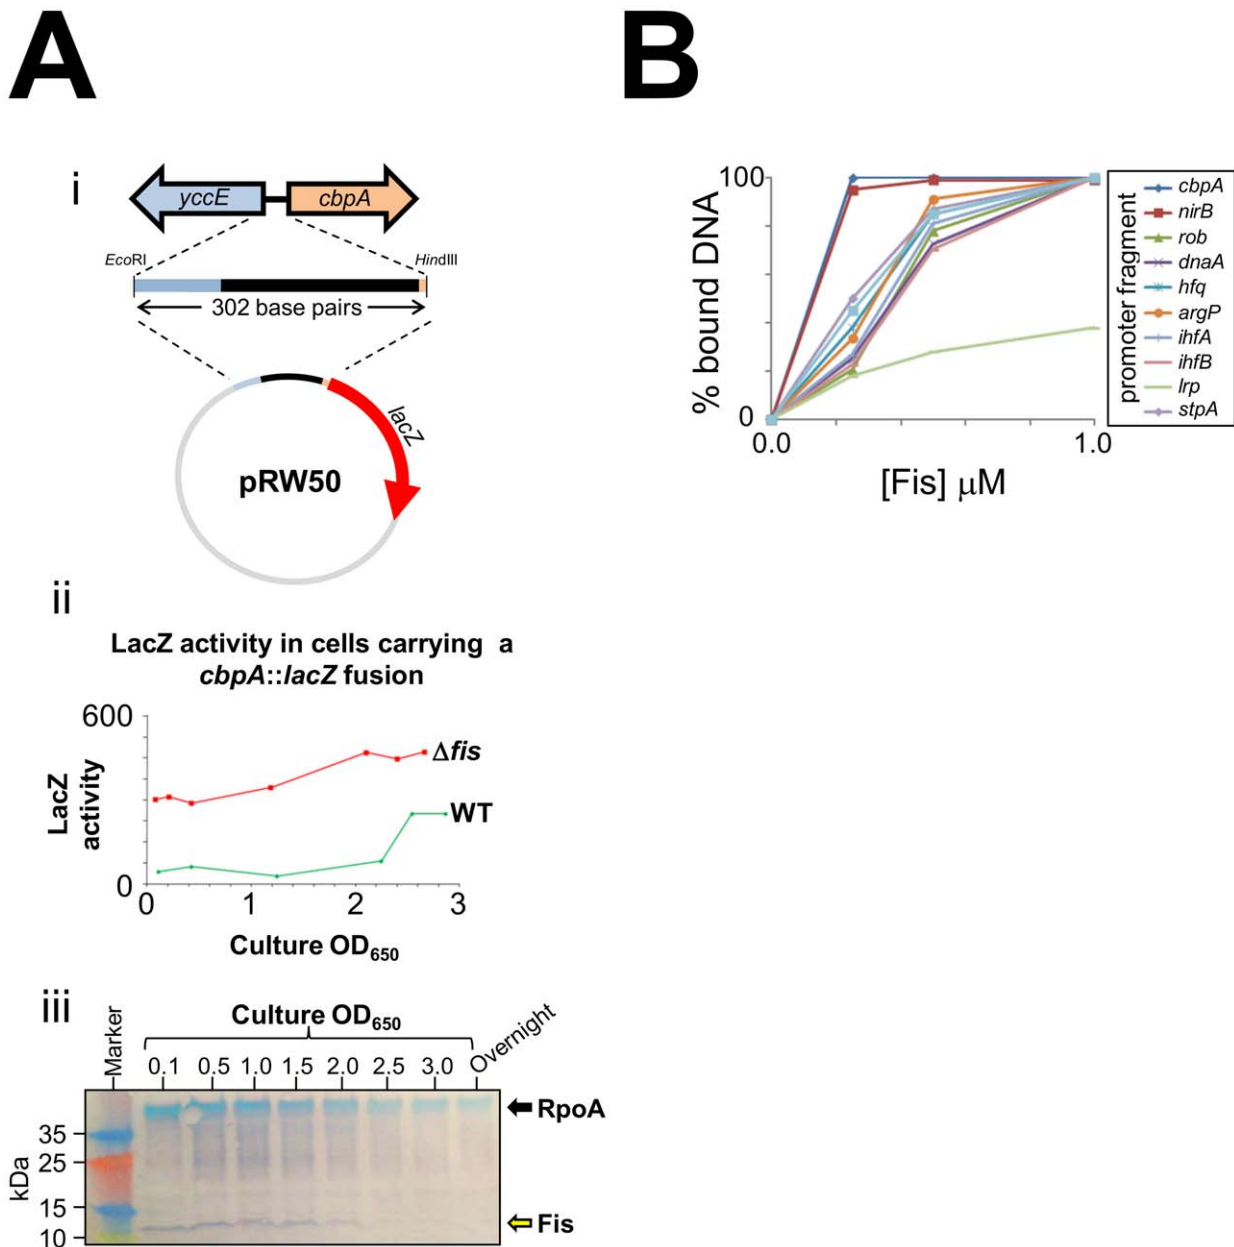 A
i
yccE
cbpA
EcoRI
HindIII
302 base pairs
lacZ
pRW50
ii
LacZ activity in cells carrying a
cbpA::lacZ fusion
600
0
LacZ
activity
Δfis
WT
0 1 2 3
Culture OD650
iii
Marker
Culture OD650
0.1 0.5 1.0 1.5 2.0 2.5 3.0 Overnight
kDa
35
25
15
10
RpoA
Fis
B
% bound DNA
100
0
0.0 1.0
[Fis] μM
promoter fragment
cbpA
nirB
rob
dnaA
hfq
argP
ihfA
ihfB
lrp
stpA